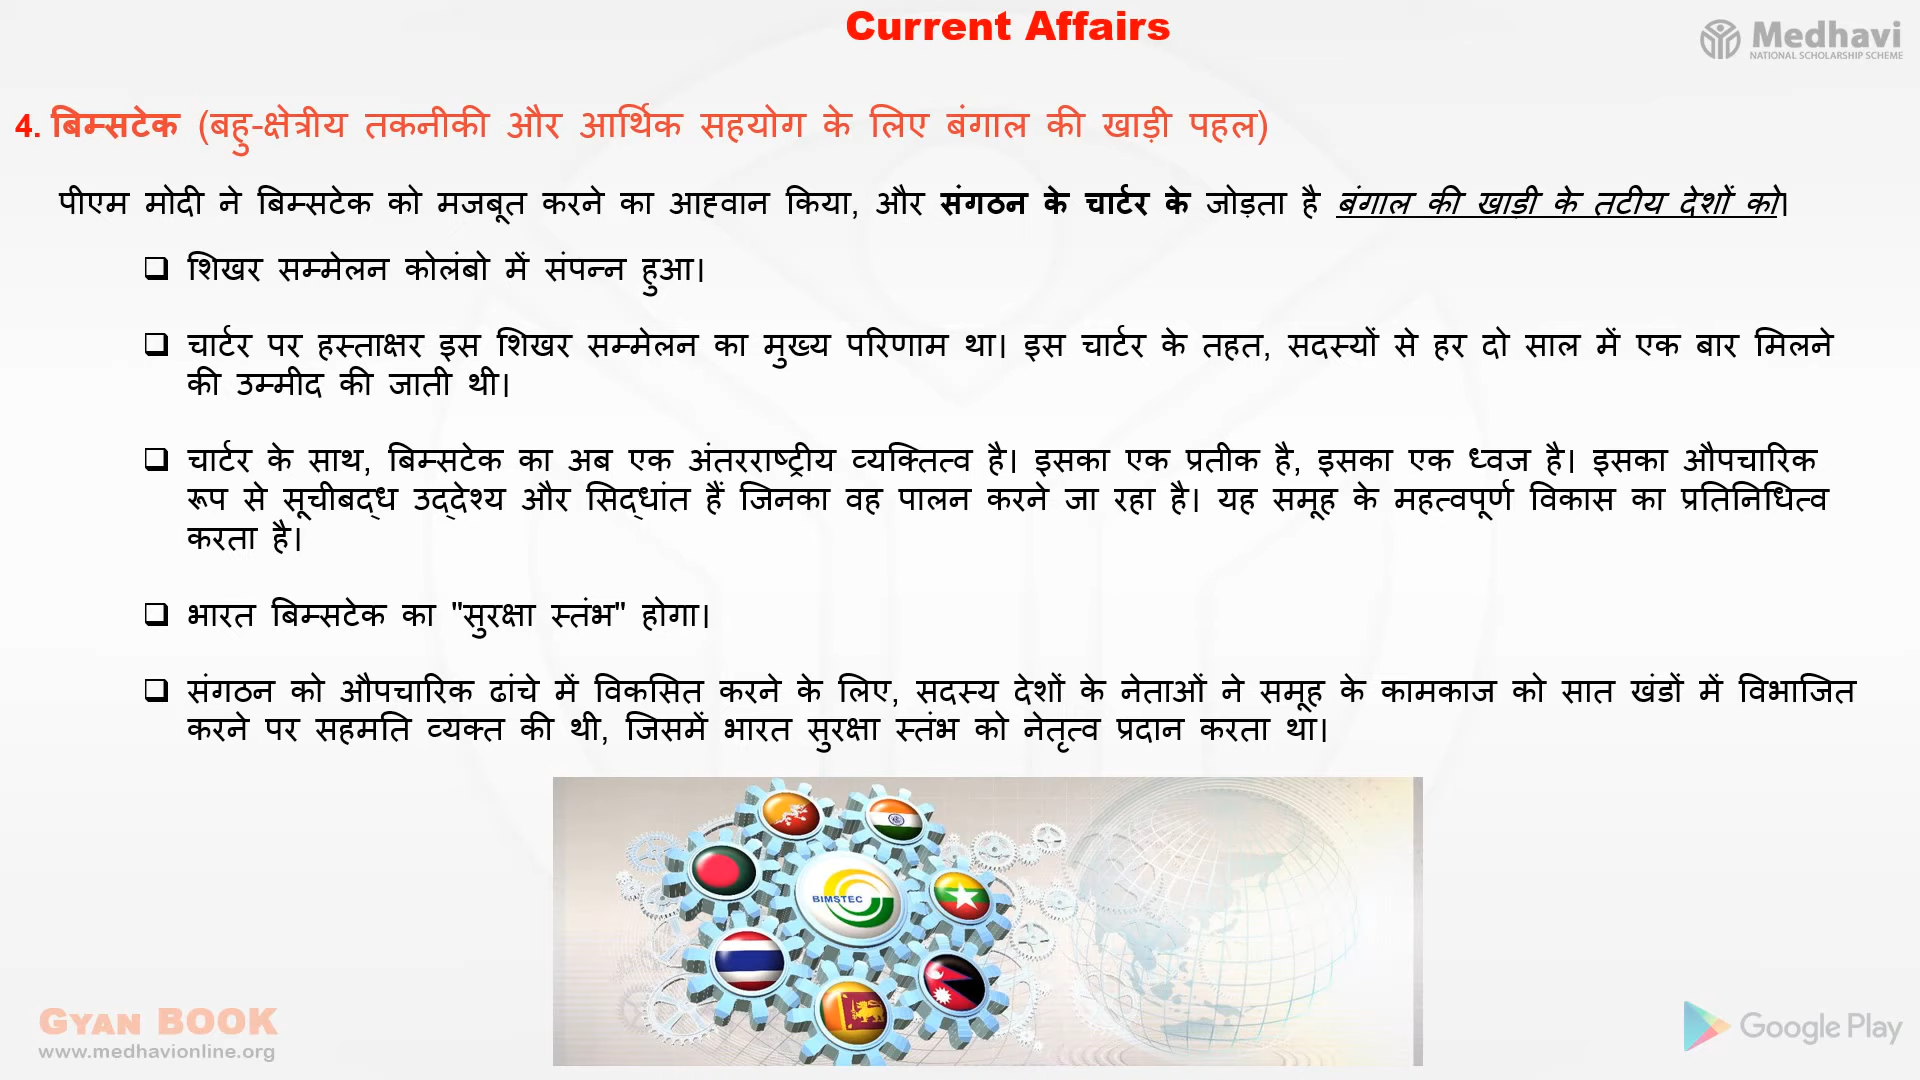 Current Affairs
Medhavi
NATIONAL SCHOLARSHIP SCHEME
4. बिम्सटेक (बहु-क्षेत्रीय तकनीकी और आर्थिक सहयोग के लिए बंगाल की खाड़ी पहल)
पीएम मोदी ने बिम्सटेक को मजबूत करने का आह्वान किया, और संगठन के चार्टर के जोड़ता है बंगाल की खाड़ी के तटीय देशों को।
❑ शिखर सम्मेलन कोलंबो में संपन्न हुआ।
❑ चार्टर पर हस्ताक्षर इस शिखर सम्मेलन का मुख्य परिणाम था। इस चार्टर के तहत, सदस्यों से हर दो साल में एक बार मिलने
की उम्मीद की जाती थी।
❑ चार्टर के साथ, बिम्सटेक का अब एक अंतरराष्ट्रीय व्यक्तित्व है। इसका एक प्रतीक है, इसका एक ध्वज है। इसका औपचारिक
रूप से सूचीबद्ध उद्देश्य और सिद्धांत हैं जिनका वह पालन करने जा रहा है। यह समूह के महत्वपूर्ण विकास का प्रतिनिधित्व
करता है।
❑ भारत बिम्सटेक का "सुरक्षा स्तंभ" होगा।
❑ संगठन को औपचारिक ढांचे में विकसित करने के लिए, सदस्य देशों के नेताओं ने समूह के कामकाज को सात खंडों में विभाजित
करने पर सहमति व्यक्त की थी, जिसमें भारत सुरक्षा स्तंभ को नेतृत्व प्रदान करता था।
BIMSTEC
GYAN BOOK
www.medhavionline.org
Google Play